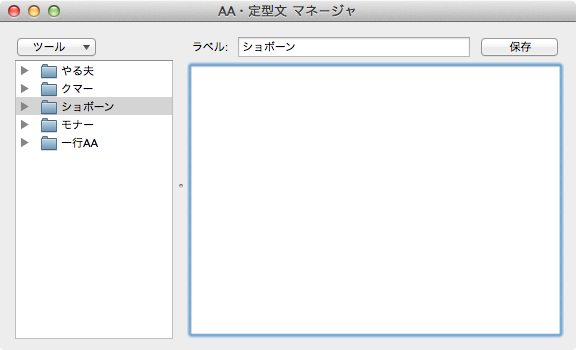 AA・定型文 マネージャ
ツール
ラベル: ショボーン
保存
やる夫
クマー
ショボーン
モナー
一行AA